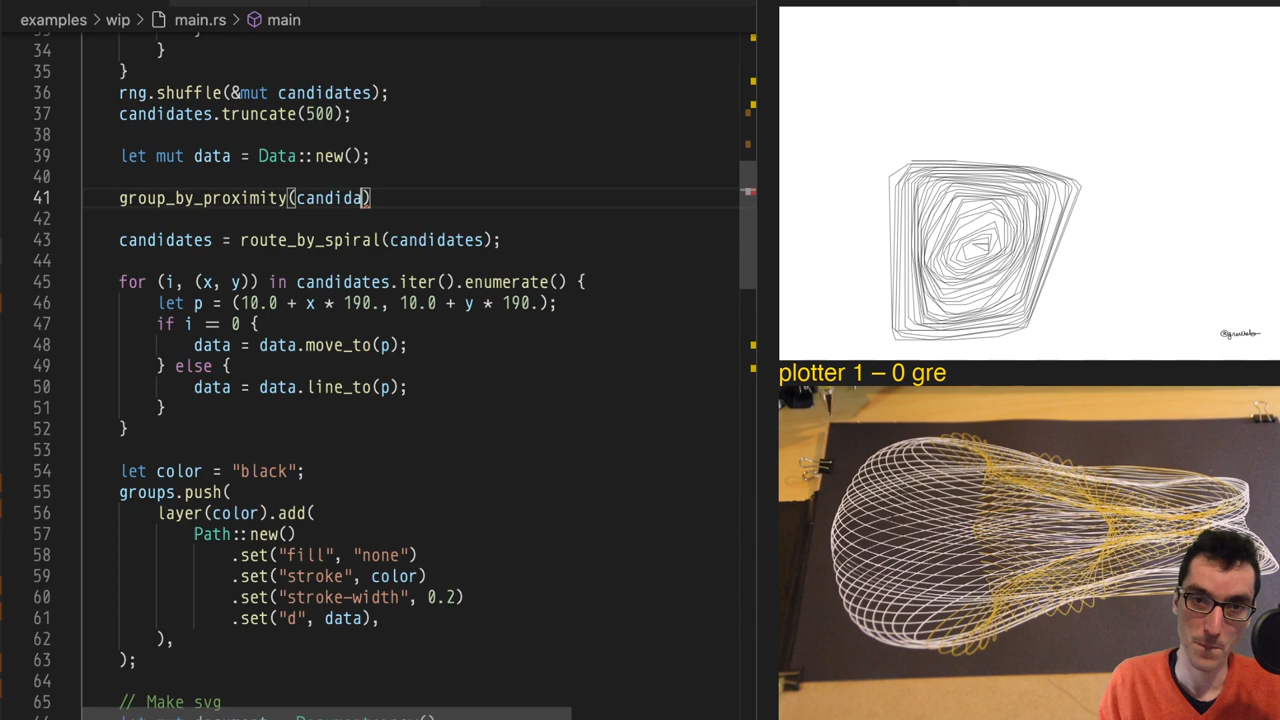 examples › wip › main.rs › main
34 }
35 }
36 rng.shuffle(&mut candidates);
37 candidates.truncate(500);
38
39 let mut data = Data::new();
40
41 group_by_proximity(candida)
42
43 candidates = route_by_spiral(candidates);
44
45 for (i, (x, y)) in candidates.iter().enumerate() {
46 let p = (10.0 + x * 190., 10.0 + y * 190.);
47 if i == 0 {
48 data = data.move_to(p);
49 } else {
50 data = data.line_to(p);
51 }
52 }
53
54 let color = "black";
55 groups.push(
56 layer(color).add(
57 Path::new()
58 .set("fill", "none")
59 .set("stroke", color)
60 .set("stroke-width", 0.2)
61 .set("d", data),
62 ),
63 );
64
65 // Make svg
plotter 1 – 0 gre